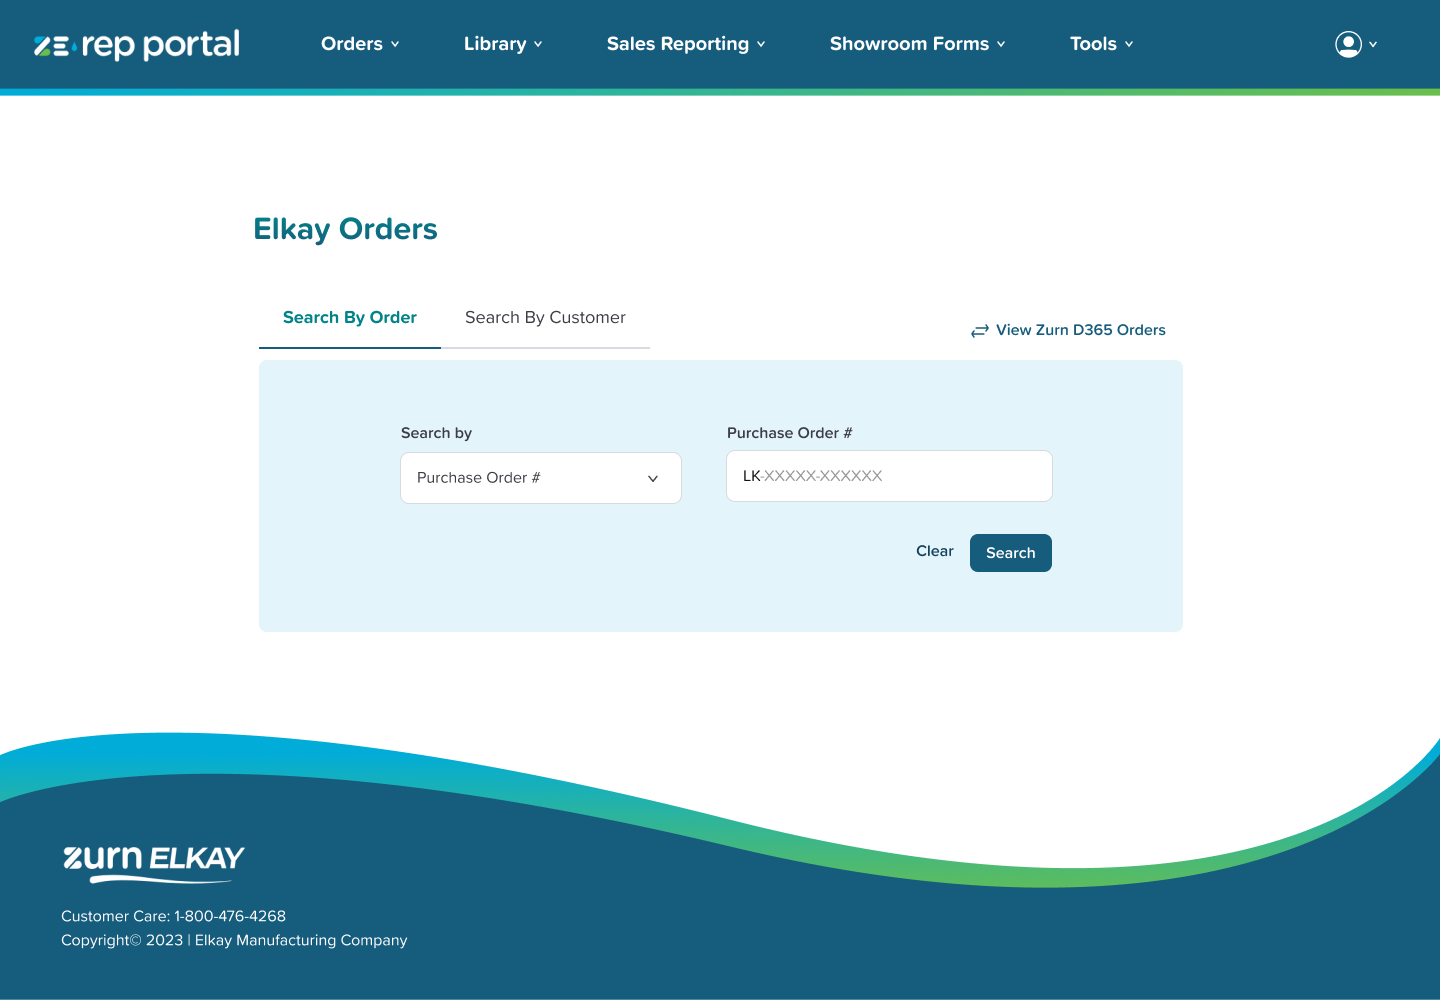 ZE rep portal Orders Library Sales Reporting Showroom Forms Tools
Elkay Orders
Search By Order Search By Customer
View Zurn D365 Orders
Search by Purchase Order #
Purchase Order # LK-XXXXX-XXXXXX
Clear Search
zurn ELKAY
Customer Care: 1-800-476-4268
Copyright© 2023 | Elkay Manufacturing Company